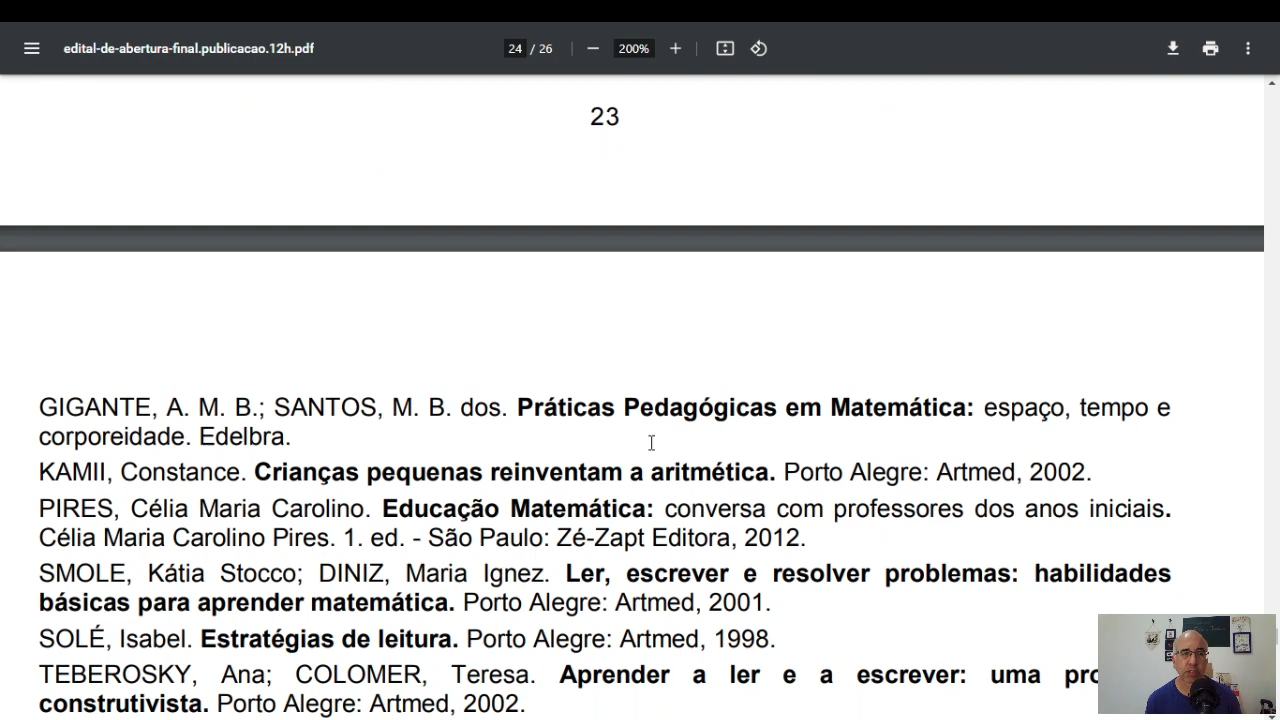 edital-de-abertura-final.publicacao.12h.pdf
24 / 26
200%
23
GIGANTE, A. M. B.; SANTOS, M. B. dos. Práticas Pedagógicas em Matemática: espaço, tempo e
corporeidade. Edelbra.
KAMII, Constance. Crianças pequenas reinventam a aritmética. Porto Alegre: Artmed, 2002.
PIRES, Célia Maria Carolino. Educação Matemática: conversa com professores dos anos iniciais.
Célia Maria Carolino Pires. 1. ed. - São Paulo: Zé-Zapt Editora, 2012.
SMOLE, Kátia Stocco; DINIZ, Maria Ignez. Ler, escrever e resolver problemas: habilidades
básicas para aprender matemática. Porto Alegre: Artmed, 2001.
SOLÉ, Isabel. Estratégias de leitura. Porto Alegre: Artmed, 1998.
TEBEROSKY, Ana; COLOMER, Teresa. Aprender a ler e a escrever: uma
construtivista. Porto Alegre: Artmed, 2002.